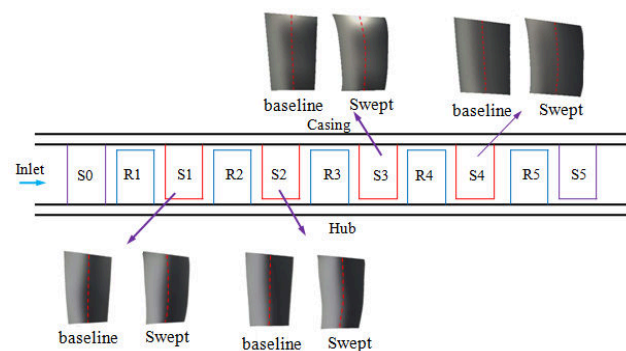 baseline Swept
baseline Swept
Casing
Inlet
S0 R1 S1 R2 S2 R3 S3 R4 S4 R5 S5
Hub
baseline Swept
baseline Swept